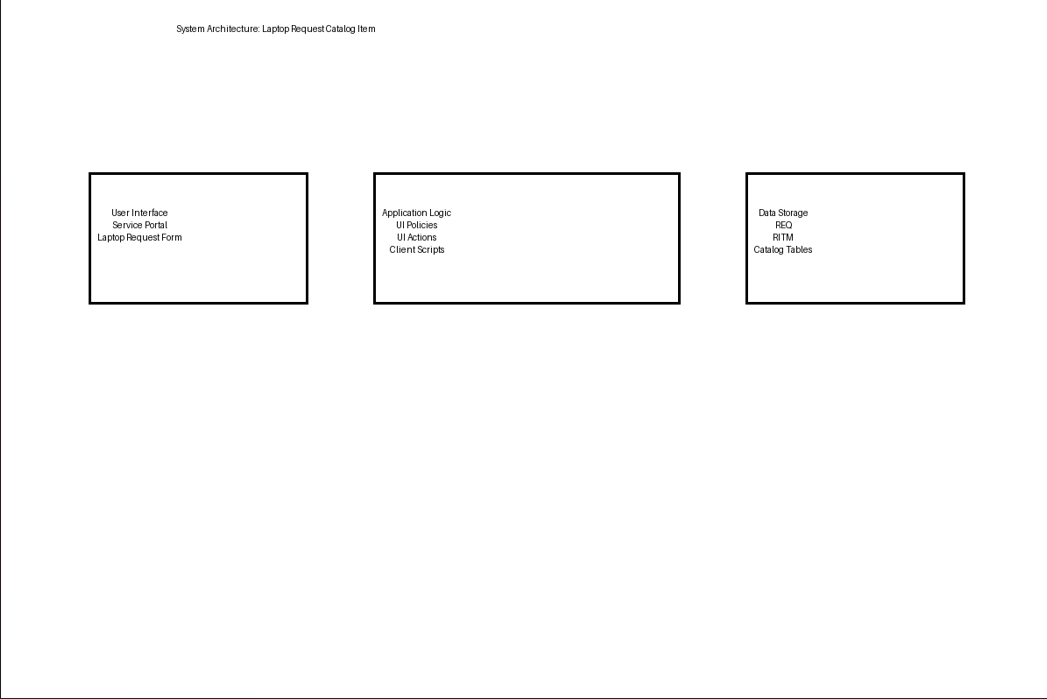 System Architecture: Laptop Request Catalog Item
User Interface
Service Portal
Laptop Request Form
Application Logic
UI Policies
UI Actions
Client Scripts
Data Storage
REQ
RITM
Catalog Tables